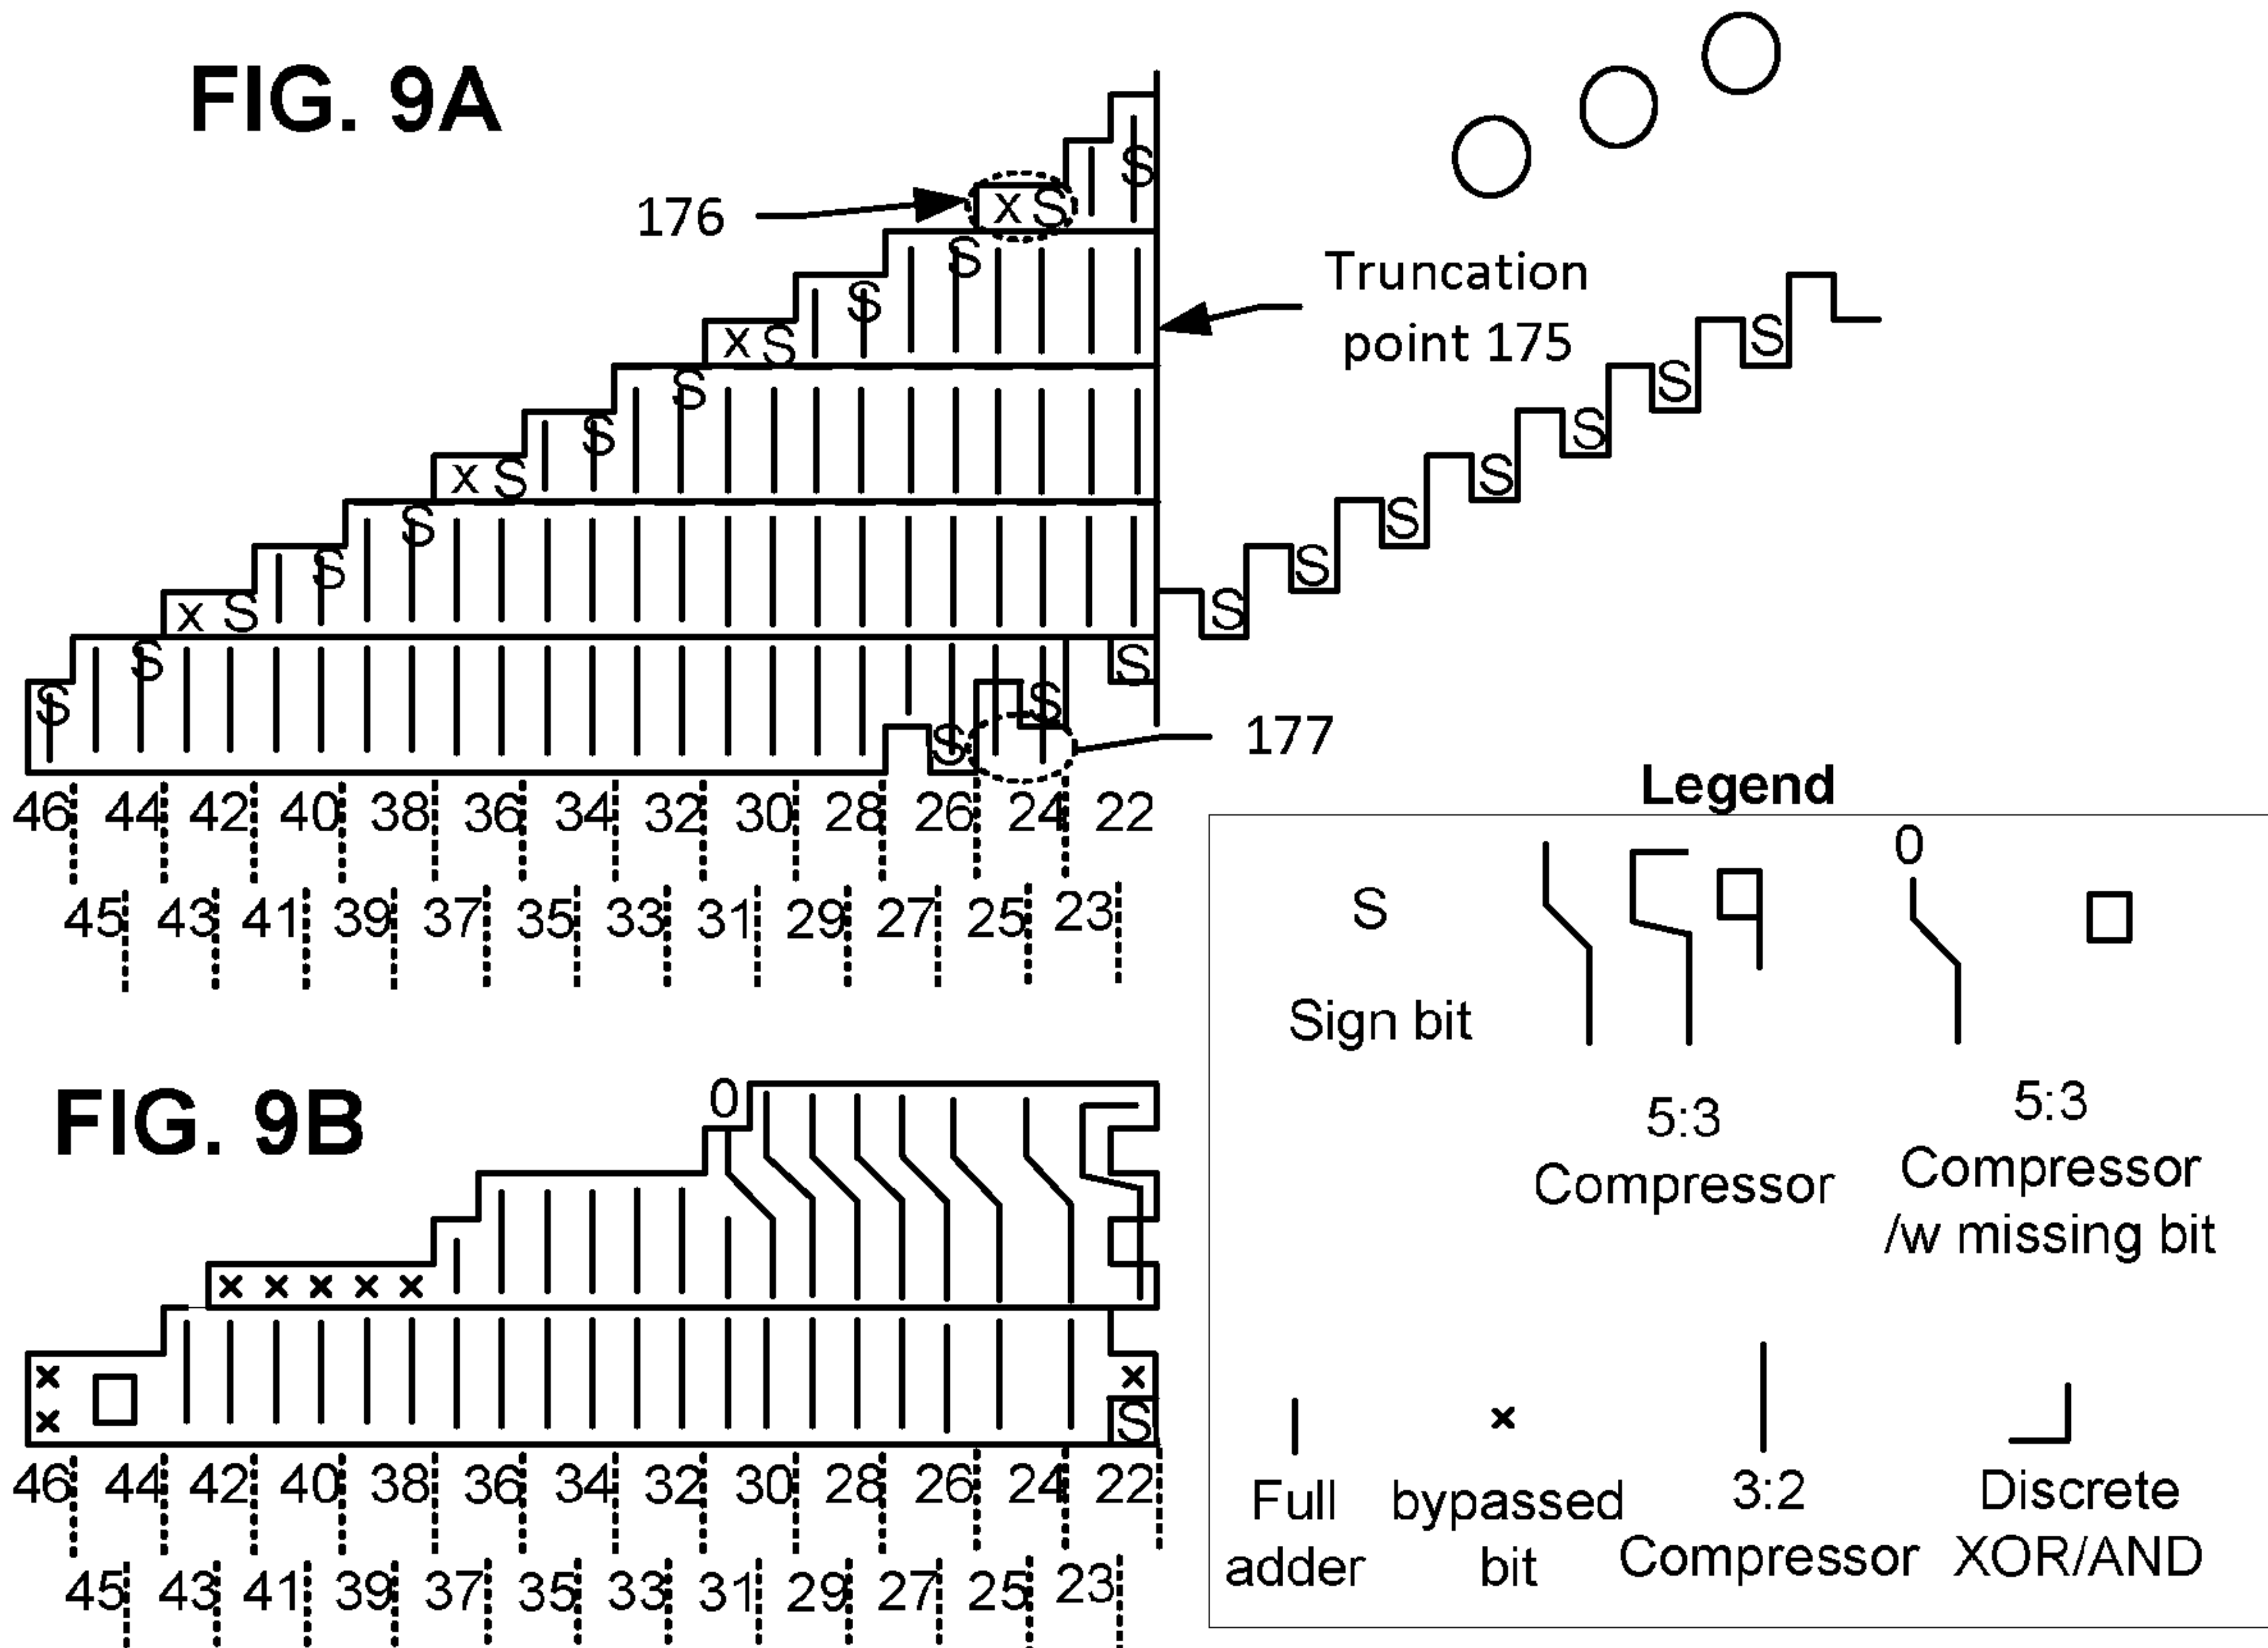 FIG. 9A
S
176
x S
S
Truncation
point 175
S
S
x S
S
S
S
S
S
x S
S
S
S
S
S
S
x S
S
S
S
S
S
S
S
177
46 44 42 40 38 36 34 32 30 28 26 24 22
45 43 41 39 37 35 33 31 29 27 25 23
Legend
S
0
Sign bit
5:3
Compressor
5:3
Compressor
/w missing bit
Full
adder
x
bypassed
bit
3:2
Compressor
Discrete
XOR/AND
FIG. 9B
0
x x x x x
x
x
x
S
46 44 42 40 38 36 34 32 30 28 26 24 22
45 43 41 39 37 35 33 31 29 27 25 23